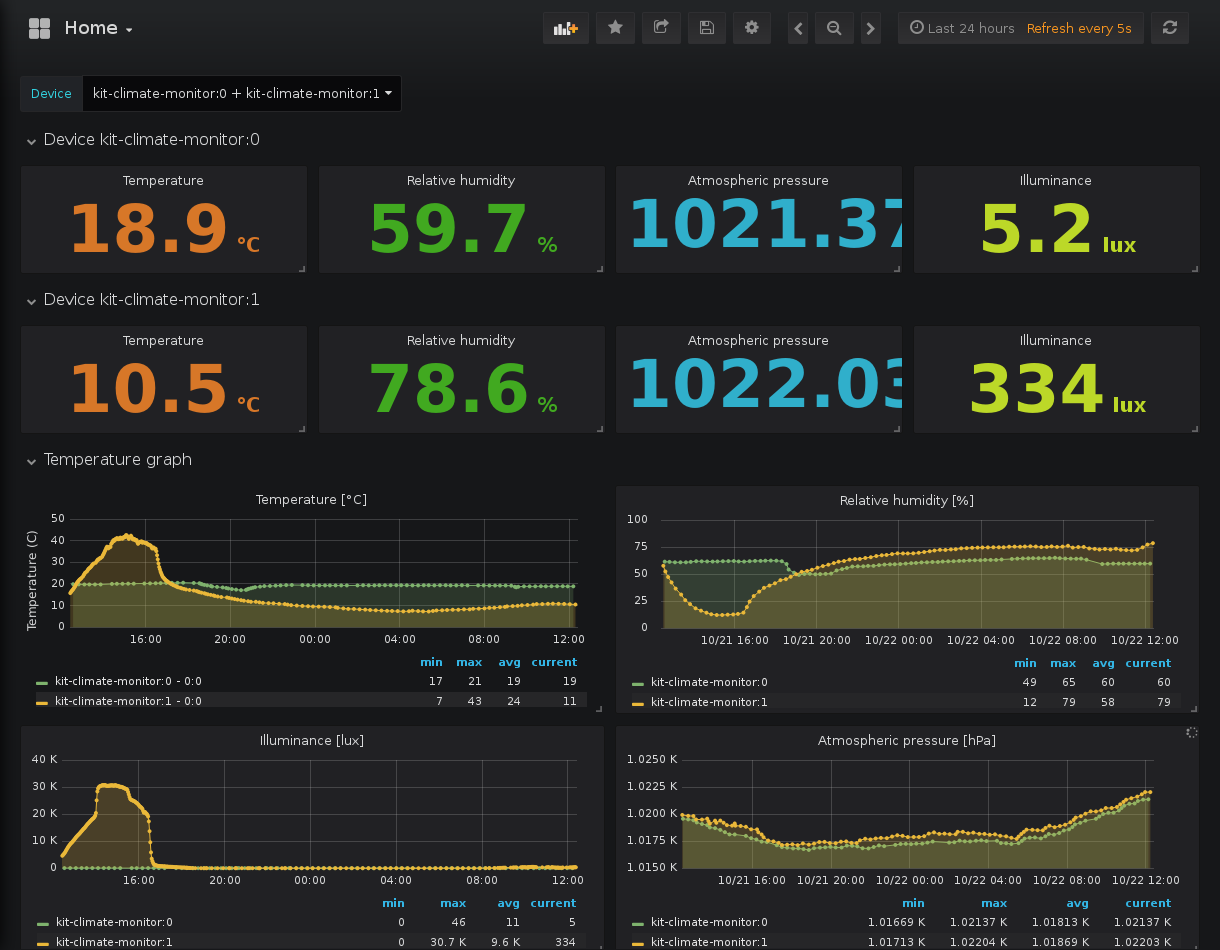 Home
Last 24 hours Refresh every 5s
Device kit-climate-monitor:0 + kit-climate-monitor:1
Device kit-climate-monitor:0
Temperature Relative humidity Atmospheric pressure Illuminance
18.9 °C 59.7 % 1021.37 5.2 lux
Device kit-climate-monitor:1
Temperature Relative humidity Atmospheric pressure Illuminance
10.5 °C 78.6 % 1022.03 334 lux
Temperature graph
Temperature [°C]
Temperature (C)
50
40
30
20
10
0
16:00 20:00 00:00 04:00 08:00 12:00
min max avg current
kit-climate-monitor:0 - 0:0 17 21 19 19
kit-climate-monitor:1 - 0:0 7 43 24 11
Relative humidity [%]
100
75
50
25
0
10/21 16:00 10/21 20:00 10/22 00:00 10/22 04:00 10/22 08:00 10/22 12:00
min max avg current
kit-climate-monitor:0 49 65 60 60
kit-climate-monitor:1 12 79 58 79
Illuminance [lux]
40 K
30 K
20 K
10 K
0
16:00 20:00 00:00 04:00 08:00 12:00
min max avg current
kit-climate-monitor:0 0 46 11 5
kit-climate-monitor:1 0 30.7 K 9.6 K 334
Atmospheric pressure [hPa]
1.0250 K
1.0225 K
1.0200 K
1.0175 K
1.0150 K
10/21 16:00 10/21 20:00 10/22 00:00 10/22 04:00 10/22 08:00 10/22 12:00
min max avg current
kit-climate-monitor:0 1.01669 K 1.02137 K 1.01813 K 1.02137 K
kit-climate-monitor:1 1.01713 K 1.02204 K 1.01869 K 1.02203 K